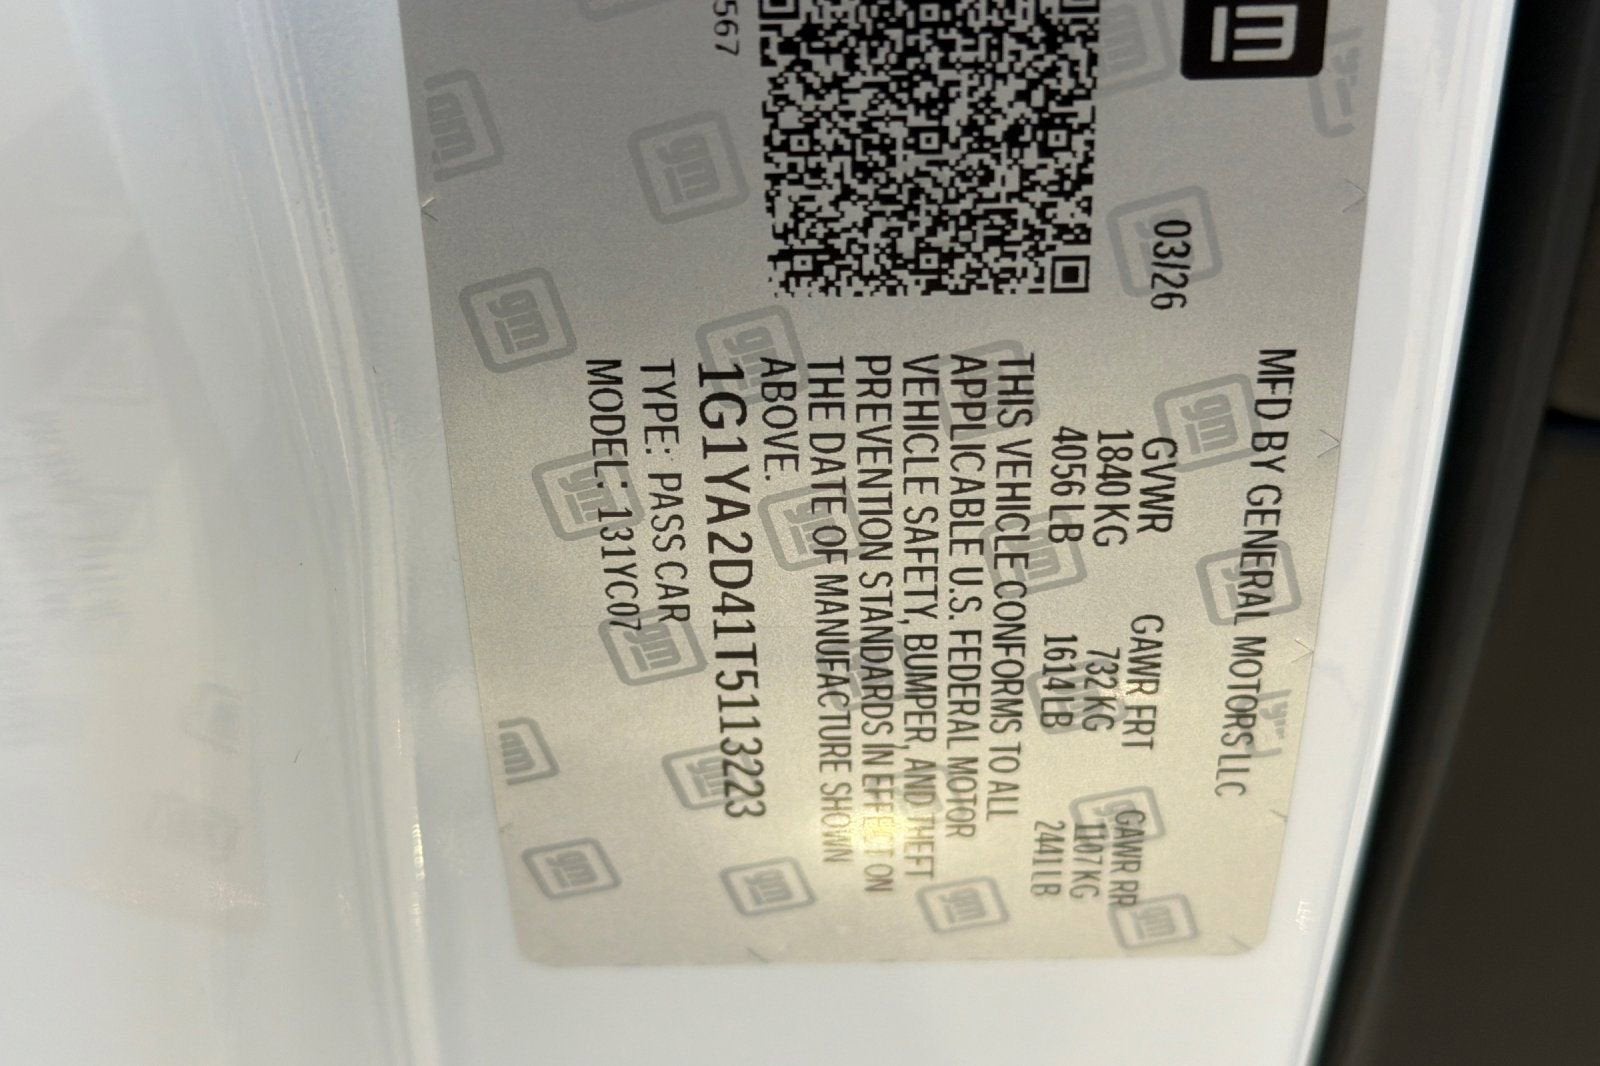 gm
03/26
567
MFD BY GENERAL MOTORS LLC
GVWR GAWR FRT GAWR RR
1840 KG 732 KG 1107 KG
4056 LB 1614 LB 2441 LB
THIS VEHICLE CONFORMS TO ALL
APPLICABLE U.S. FEDERAL MOTOR
VEHICLE SAFETY, BUMPER, AND THEFT
PREVENTION STANDARDS IN EFFECT ON
THE DATE OF MANUFACTURE SHOWN
ABOVE.
1G1YA2D41T5113223
TYPE: PASS CAR
MODEL: 131YC07